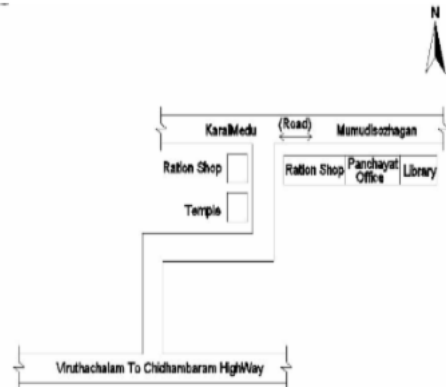 N
KaraiMedu (Road) Mumudisozhagan
Ration Shop
Ration Shop Panchayat Office Library
Temple
Viruthachalam To Chidhambaram HighWay